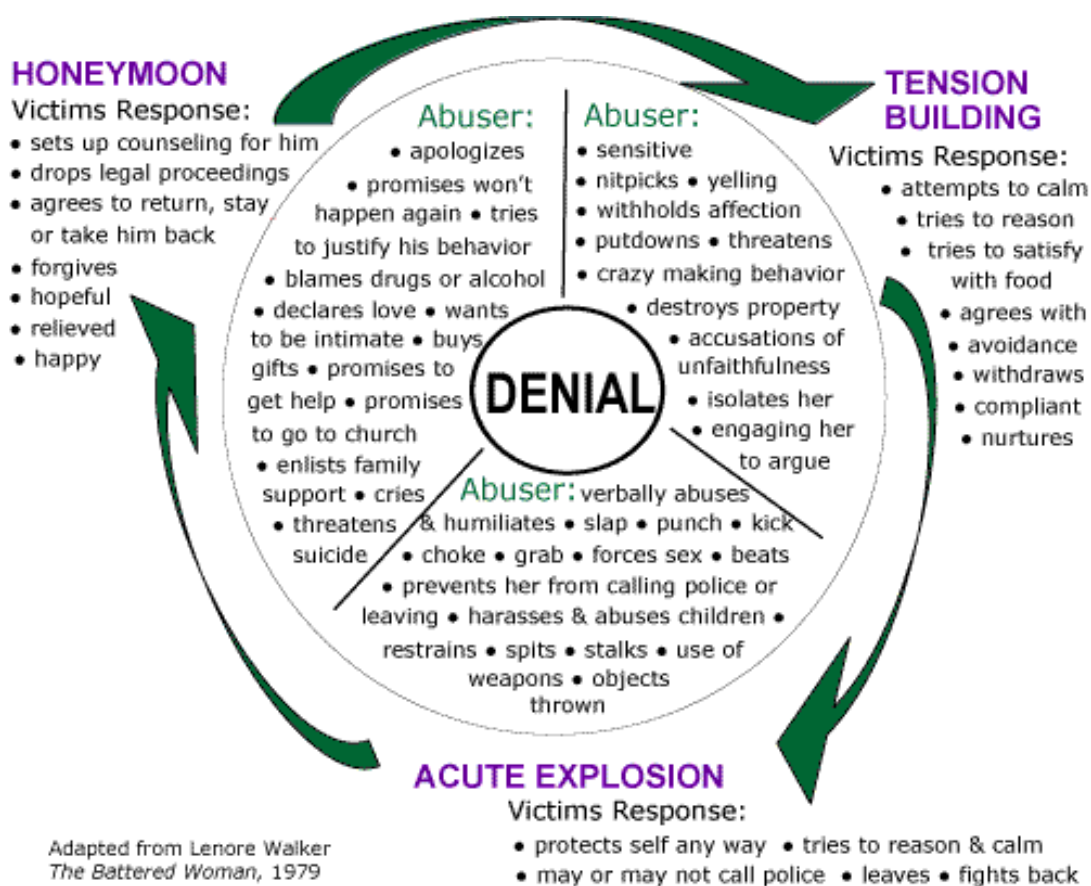 HONEYMOON
Victims Response:
• sets up counseling for him
• drops legal proceedings
• agrees to return, stay
or take him back
• forgives
• hopeful
• relieved
• happy
Abuser:
• apologizes
• promises won't
happen again • tries
to justify his behavior
• blames drugs or alcohol
• declares love • wants
to be intimate • buys
gifts • promises to
get help • promises
to go to church
• enlists family
support • cries
• threatens
suicide
Abuser:
• sensitive
• nitpicks • yelling
• withholds affection
• putdowns • threatens
• crazy making behavior
• destroys property
• accusations of
unfaithfulness
• isolates her
• engaging her
to argue
TENSION
BUILDING
Victims Response:
• attempts to calm
• tries to reason
• tries to satisfy
with food
• agrees with
• avoidance
• withdraws
• compliant
• nurtures
DENIAL
Abuser: verbally abuses
& humiliates • slap • punch • kick
• choke • grab • forces sex • beats
• prevents her from calling police or
leaving • harasses & abuses children •
restrains • spits • stalks • use of
weapons • objects
thrown
ACUTE EXPLOSION
Victims Response:
• protects self any way • tries to reason & calm
• may or may not call police • leaves • fights back
Adapted from Lenore Walker
The Battered Woman, 1979